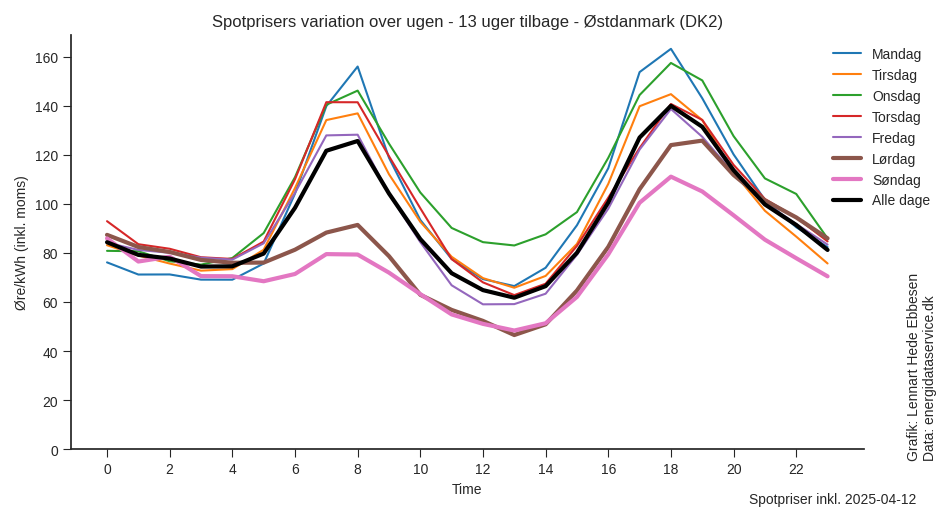 Spotprisers variation over ugen - 13 uger tilbage - Østdanmark (DK2)
Øre/kWh (inkl. moms)
160
140
120
100
80
60
40
20
0
0 2 4 6 8 10 12 14 16 18 20 22
Time
Mandag
Tirsdag
Onsdag
Torsdag
Fredag
Lørdag
Søndag
Alle dage
Grafik: Lennart Hede Ebbesen
Data: energidataservice.dk
Spotpriser inkl. 2025-04-12